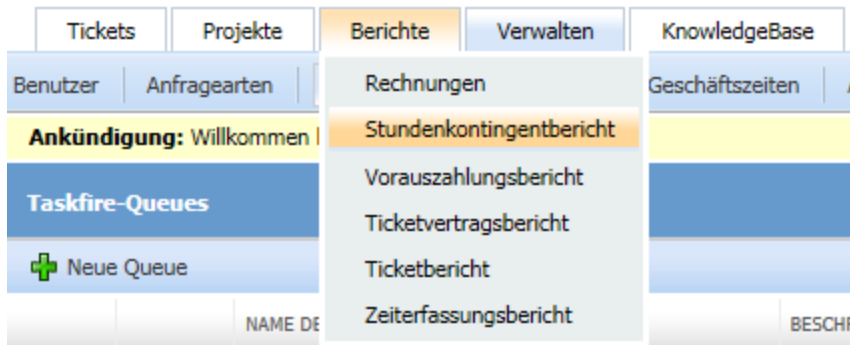 Tickets Projekte Berichte Verwalten KnowledgeBase
Benutzer Anfragearten Geschäftszeiten
Rechnungen
Ankündigung: Willkommen
Stundenkontingentbericht
Vorauszahlungsbericht
Taskfire-Queues
Ticketvertragsbericht
Neue Queue
Ticketbericht
Zeiterfassungsbericht
NAME